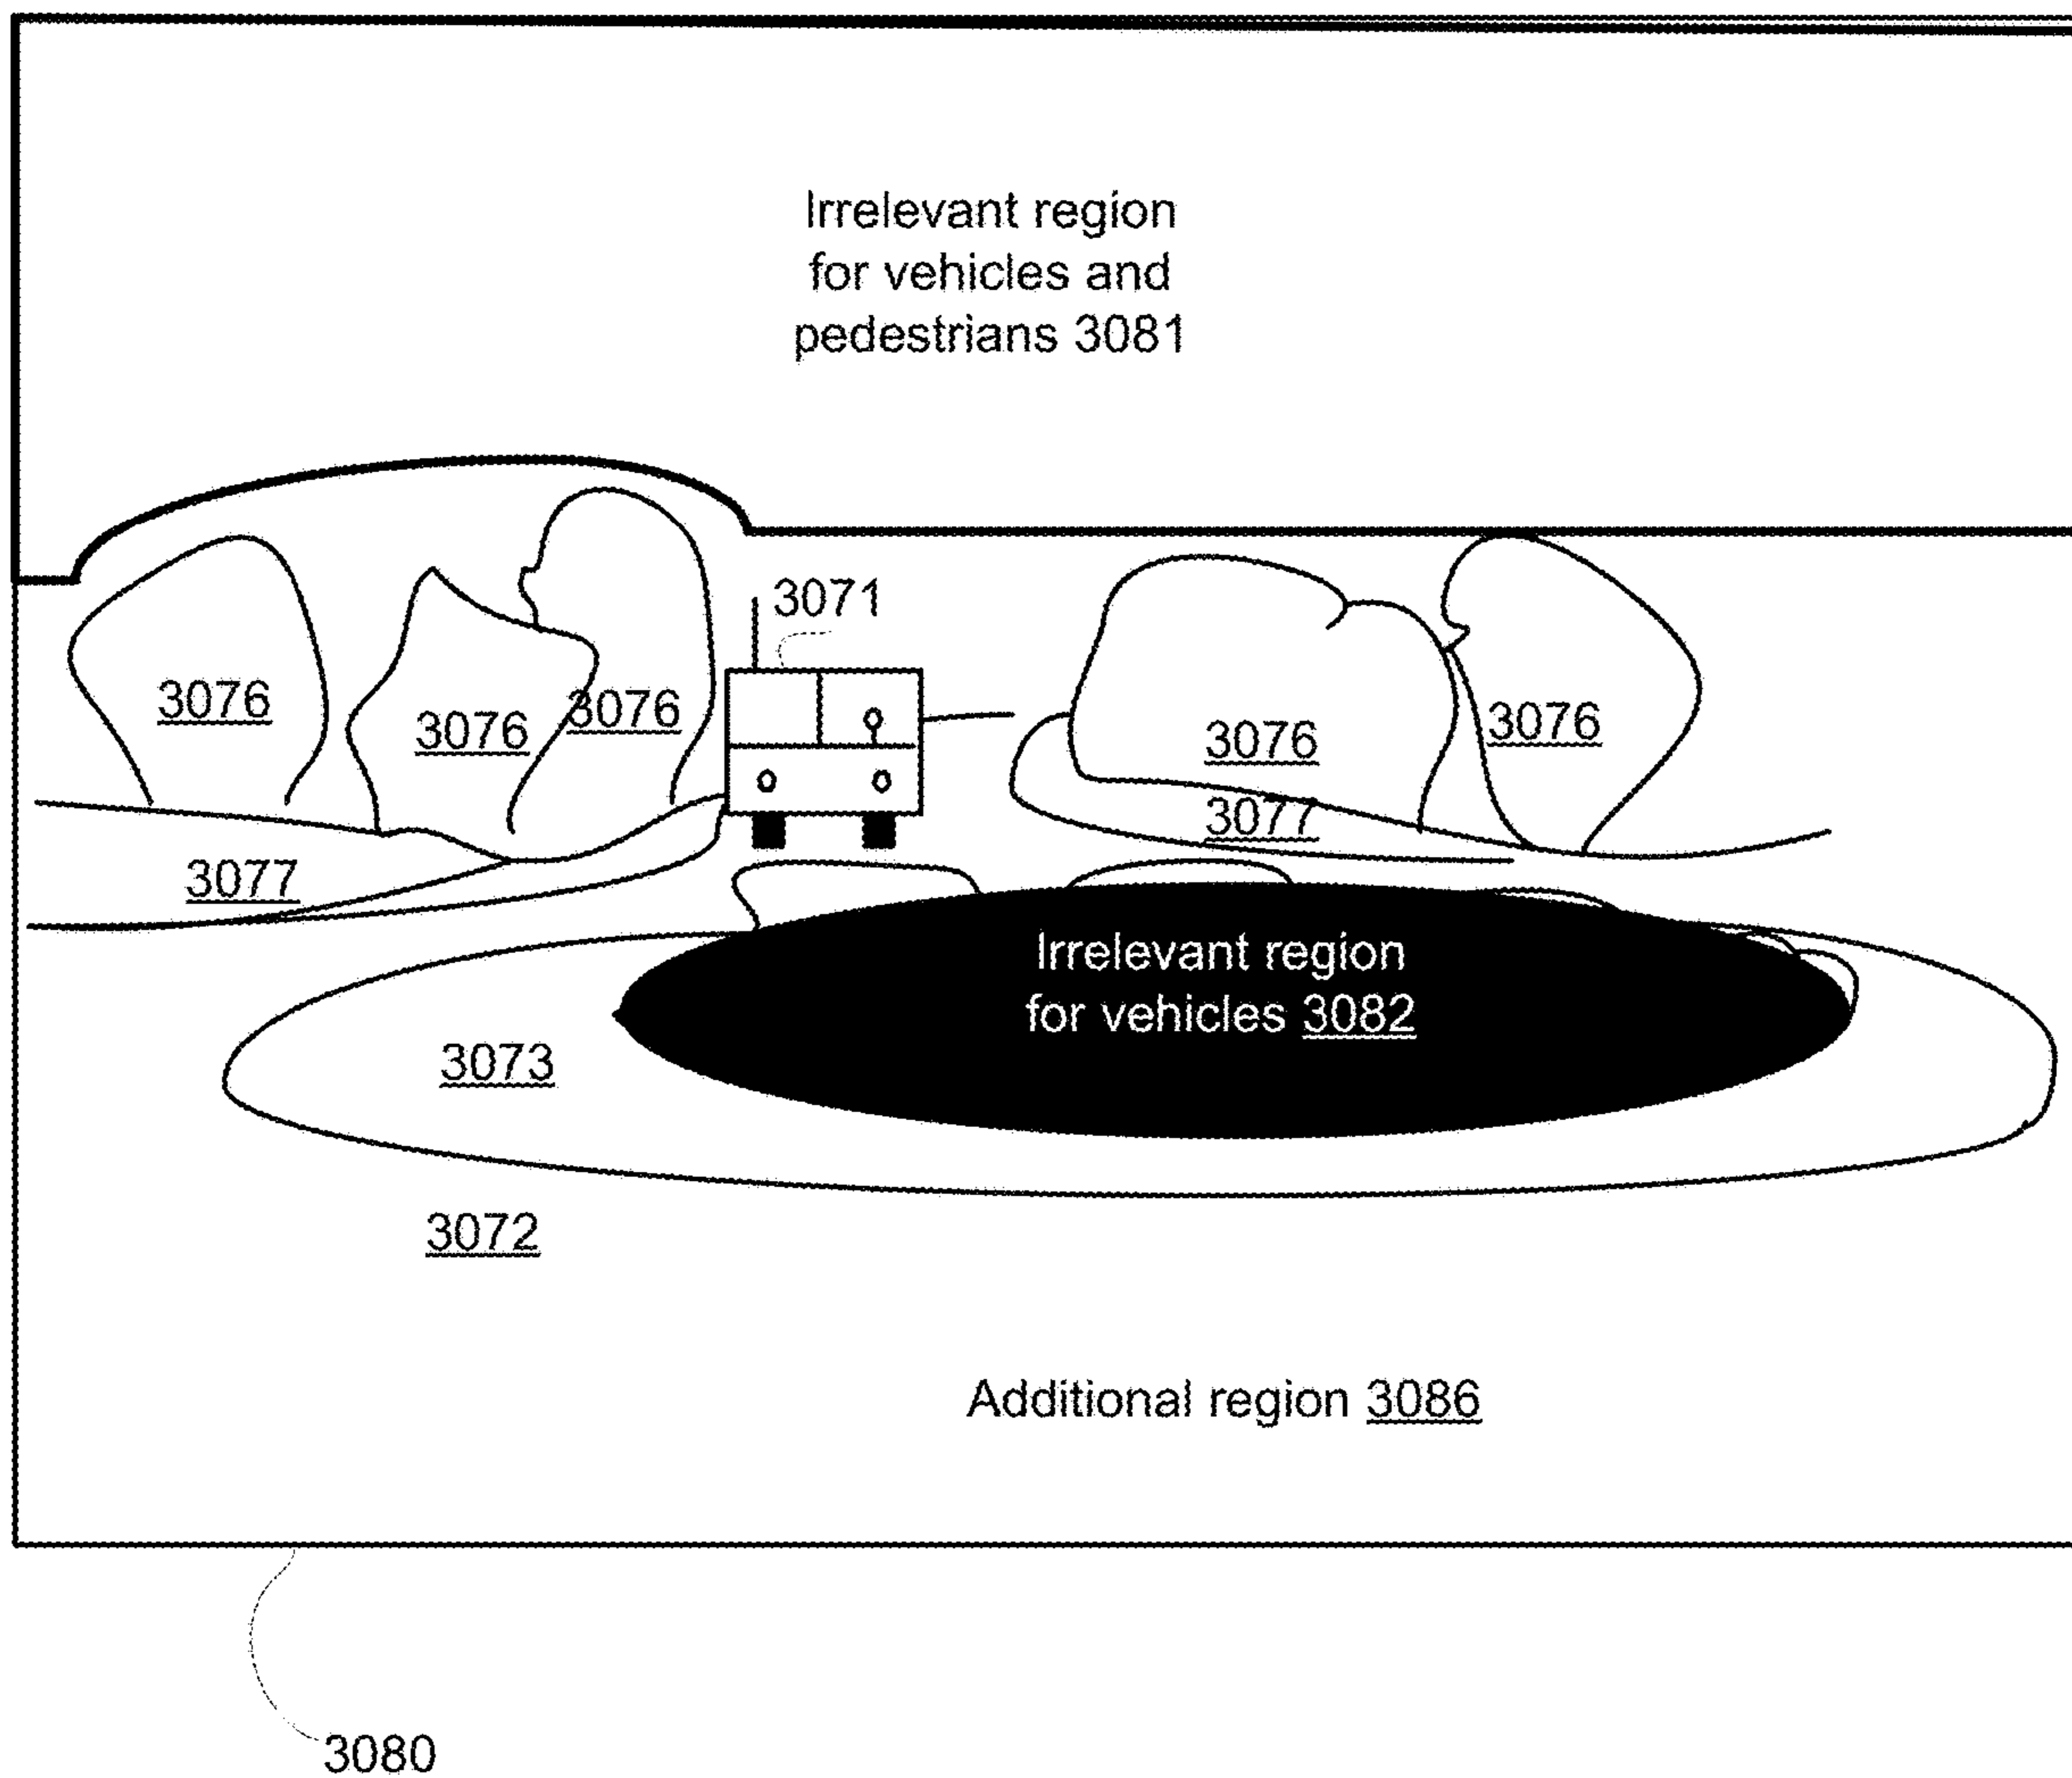 Irrelevant region
for vehicles and
pedestrians 3081
3071
3076
3076
3076
3076
3076
3077
3077
Irrelevant region
for vehicles 3082
3073
3072
Additional region 3086
3080